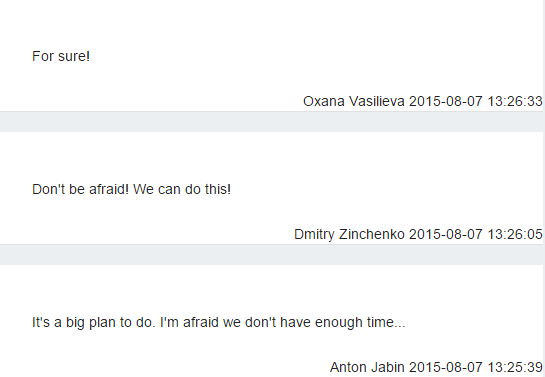 For sure!
Oxana Vasilieva 2015-08-07 13:26:33
Don't be afraid! We can do this!
Dmitry Zinchenko 2015-08-07 13:26:05
It's a big plan to do. I'm afraid we don't have enough time...
Anton Jabin 2015-08-07 13:25:39